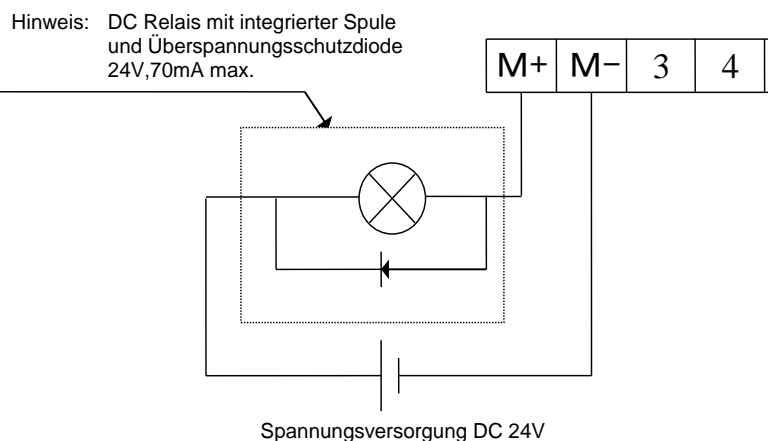 Hinweis: DC Relais mit integrierter Spule
und Überspannungsschutzdiode
24V,70mA max.
M+ M− 3 4
Spannungsversorgung DC 24V